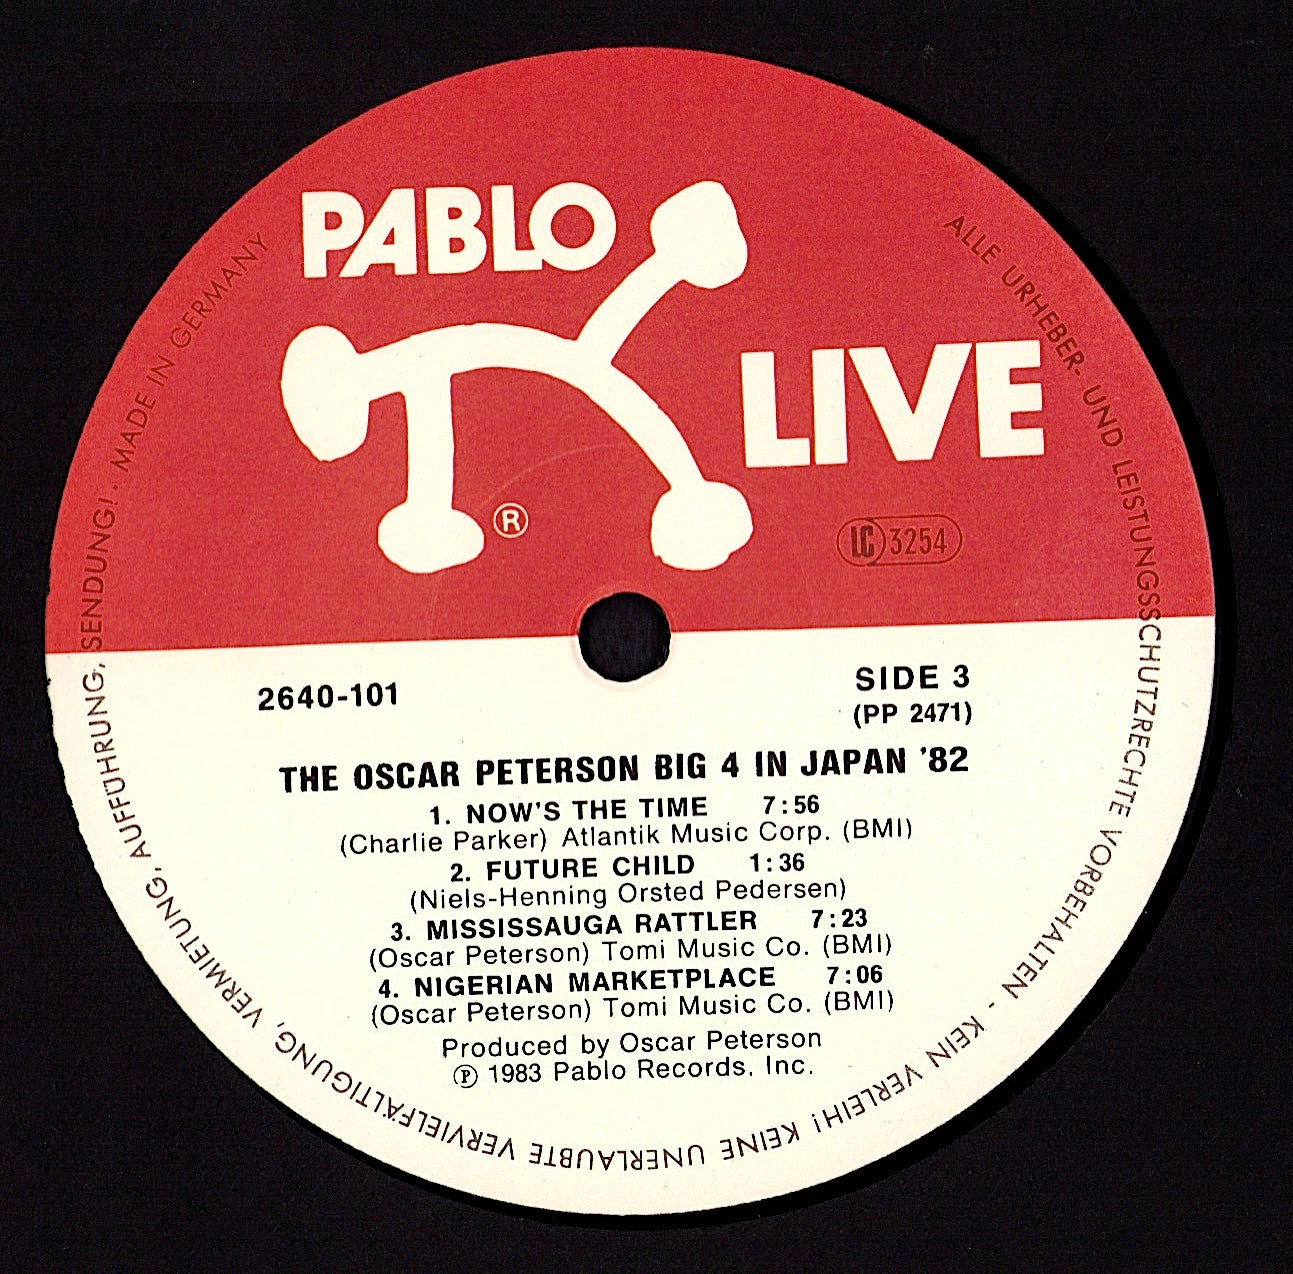 PABLO
LIVE
®
LC 3254
2640-101
SIDE 3
(PP 2471)
THE OSCAR PETERSON BIG 4 IN JAPAN '82
1. NOW'S THE TIME 7:56
(Charlie Parker) Atlantik Music Corp. (BMI)
2. FUTURE CHILD 1:36
(Niels-Henning Orsted Pedersen)
3. MISSISSAUGA RATTLER 7:23
(Oscar Peterson) Tomi Music Co. (BMI)
4. NIGERIAN MARKETPLACE 7:06
(Oscar Peterson) Tomi Music Co. (BMI)
Produced by Oscar Peterson
℗ 1983 Pablo Records. Inc.
ALLE URHEBER- UND LEISTUNGSSCHUTZRECHTE VORBEHALTEN - KEIN VERLEIH! KEINE UNERLAUBTE VERVIELFÄLTIGUNG, VERMIETUNG, AUFFÜHRUNG, SENDUNG! · MADE IN GERMANY